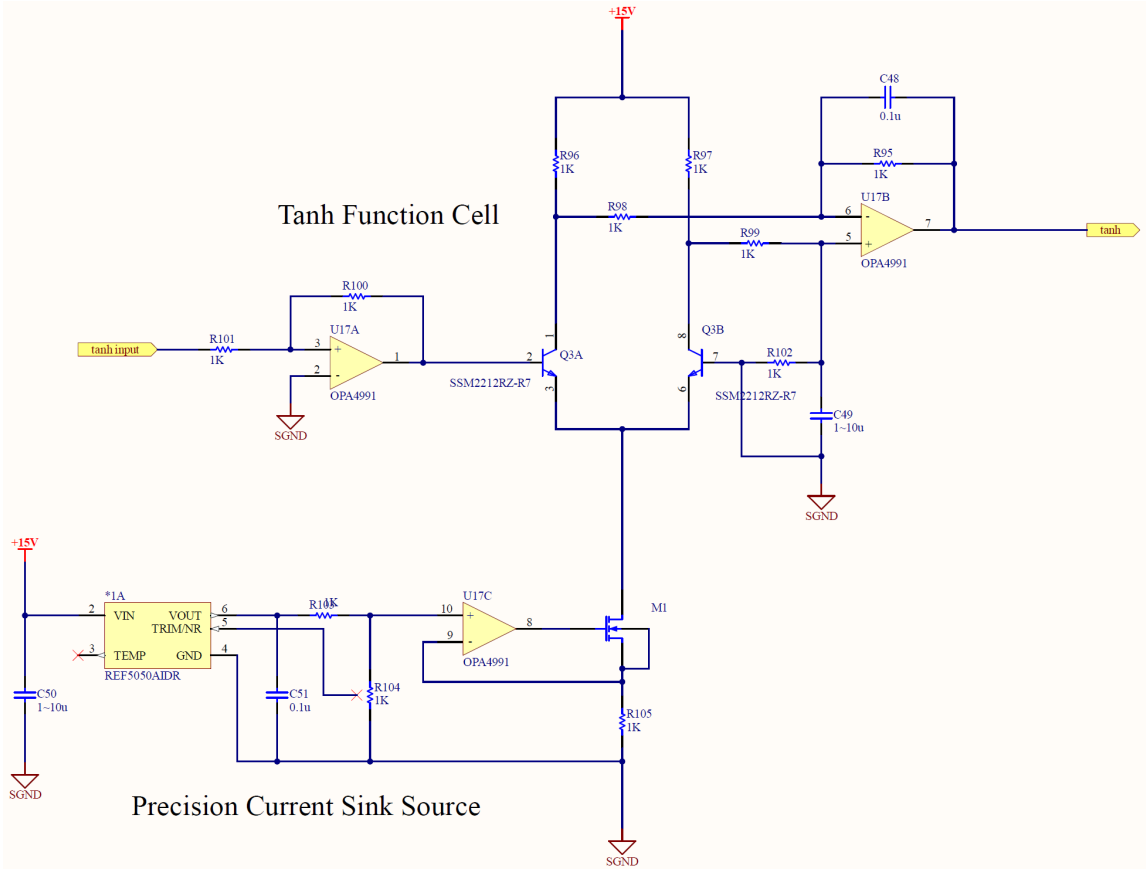 +15V
C48
0.1u
R96
1K
R97
1K
R95
1K
U17B
Tanh Function Cell
R98
1K
6
-
7
tanh
R99
1K
5
+
OPA4991
R100
1K
U17A
R101
1K
tanh input
3
+
1
2
-
OPA4991
SGND
1
2
Q3A
3
SSM2212RZ-R7
8
Q3B
7
6
SSM2212RZ-R7
R102
1K
C49
1~10u
SGND
+15V
*1A
2
VIN
VOUT
6
TRIM/NR
5
3
TEMP
GND
4
REF5050AIDR
R103
1K
U17C
10
+
8
9
-
OPA4991
M1
C50
1~10u
SGND
C51
0.1u
R104
1K
R105
1K
Precision Current Sink Source
SGND